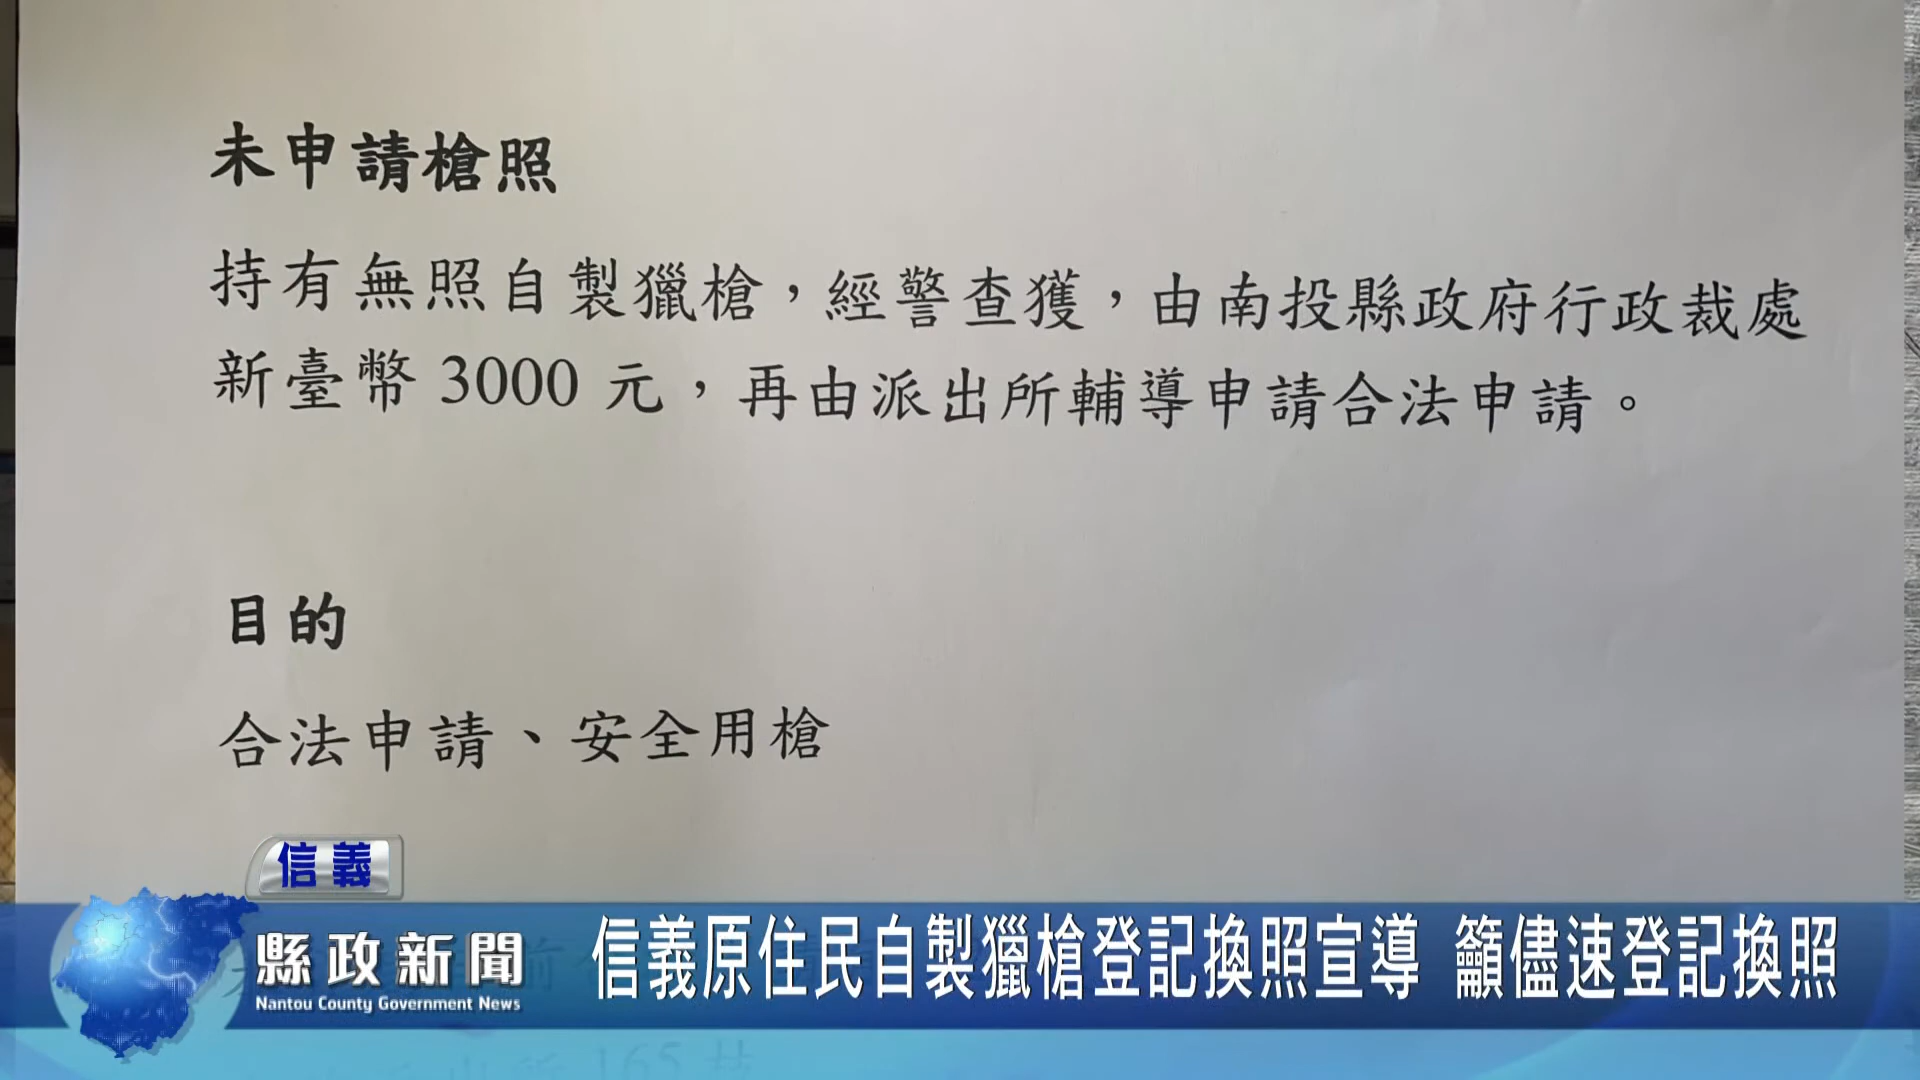 未申請槍照
持有無照自製獵槍，經警查獲，由南投縣政府行政裁處
新臺幣 3000 元，再由派出所輔導申請合法申請。
目的
合法申請、安全用槍
信義
縣政新聞
Nantou County Government News
信義原住民自製獵槍登記換照宣導 籲儘速登記換照